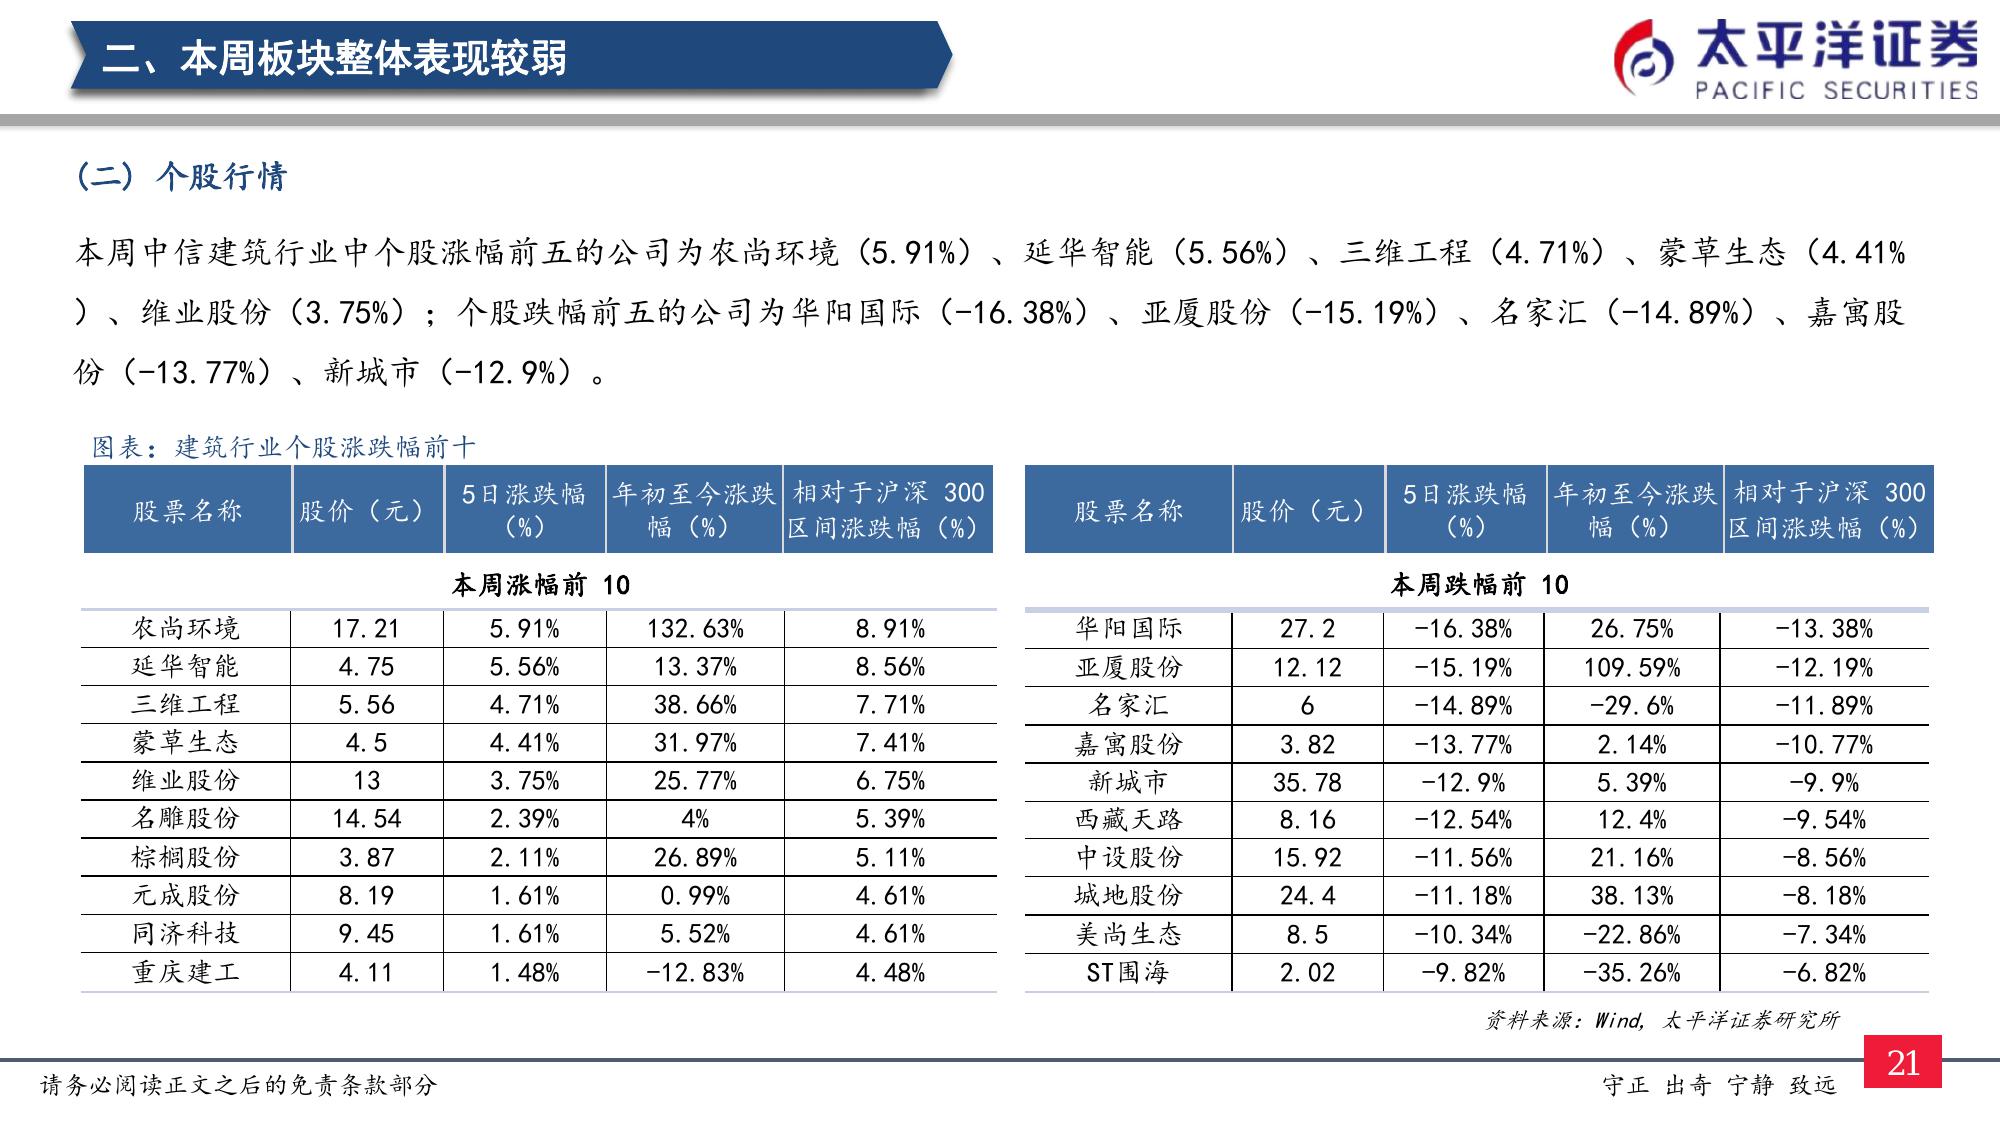 二、本周板块整体表现较弱
太平洋证券
PACIFIC SECURITIES
(二) 个股行情
本周中信建筑行业中个股涨幅前五的公司为农尚环境（5.91%）、延华智能（5.56%）、三维工程（4.71%）、蒙草生态（4.41%
）、维业股份（3.75%）；个股跌幅前五的公司为华阳国际（-16.38%）、亚厦股份（-15.19%）、名家汇（-14.89%）、嘉寓股
份（-13.77%）、新城市（-12.9%）。
图表：建筑行业个股涨跌幅前十
股票名称 股价（元） 5日涨跌幅（%） 年初至今涨跌幅（%） 相对于沪深 300 区间涨跌幅（%）
本周涨幅前 10
农尚环境 17.21 5.91% 132.63% 8.91%
延华智能 4.75 5.56% 13.37% 8.56%
三维工程 5.56 4.71% 38.66% 7.71%
蒙草生态 4.5 4.41% 31.97% 7.41%
维业股份 13 3.75% 25.77% 6.75%
名雕股份 14.54 2.39% 4% 5.39%
棕榈股份 3.87 2.11% 26.89% 5.11%
元成股份 8.19 1.61% 0.99% 4.61%
同济科技 9.45 1.61% 5.52% 4.61%
重庆建工 4.11 1.48% -12.83% 4.48%
股票名称 股价（元） 5日涨跌幅（%） 年初至今涨跌幅（%） 相对于沪深 300 区间涨跌幅（%）
本周跌幅前 10
华阳国际 27.2 -16.38% 26.75% -13.38%
亚厦股份 12.12 -15.19% 109.59% -12.19%
名家汇 6 -14.89% -29.6% -11.89%
嘉寓股份 3.82 -13.77% 2.14% -10.77%
新城市 35.78 -12.9% 5.39% -9.9%
西藏天路 8.16 -12.54% 12.4% -9.54%
中设股份 15.92 -11.56% 21.16% -8.56%
城地股份 24.4 -11.18% 38.13% -8.18%
美尚生态 8.5 -10.34% -22.86% -7.34%
ST围海 2.02 -9.82% -35.26% -6.82%
资料来源：Wind, 太平洋证券研究所
请务必阅读正文之后的免责条款部分
守正 出奇 宁静 致远
21